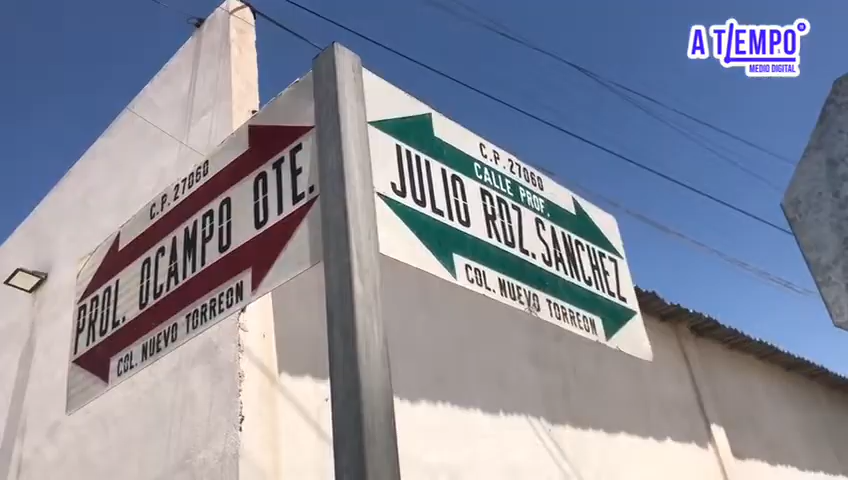 A TIEMPO
MEDIO DIGITAL
C.P. 27060
PROL. OCAMPO OTE.
COL. NUEVO TORREON
C.P. 27060
CALLE PROF.
JULIO RDZ. SANCHEZ
COL. NUEVO TORREON